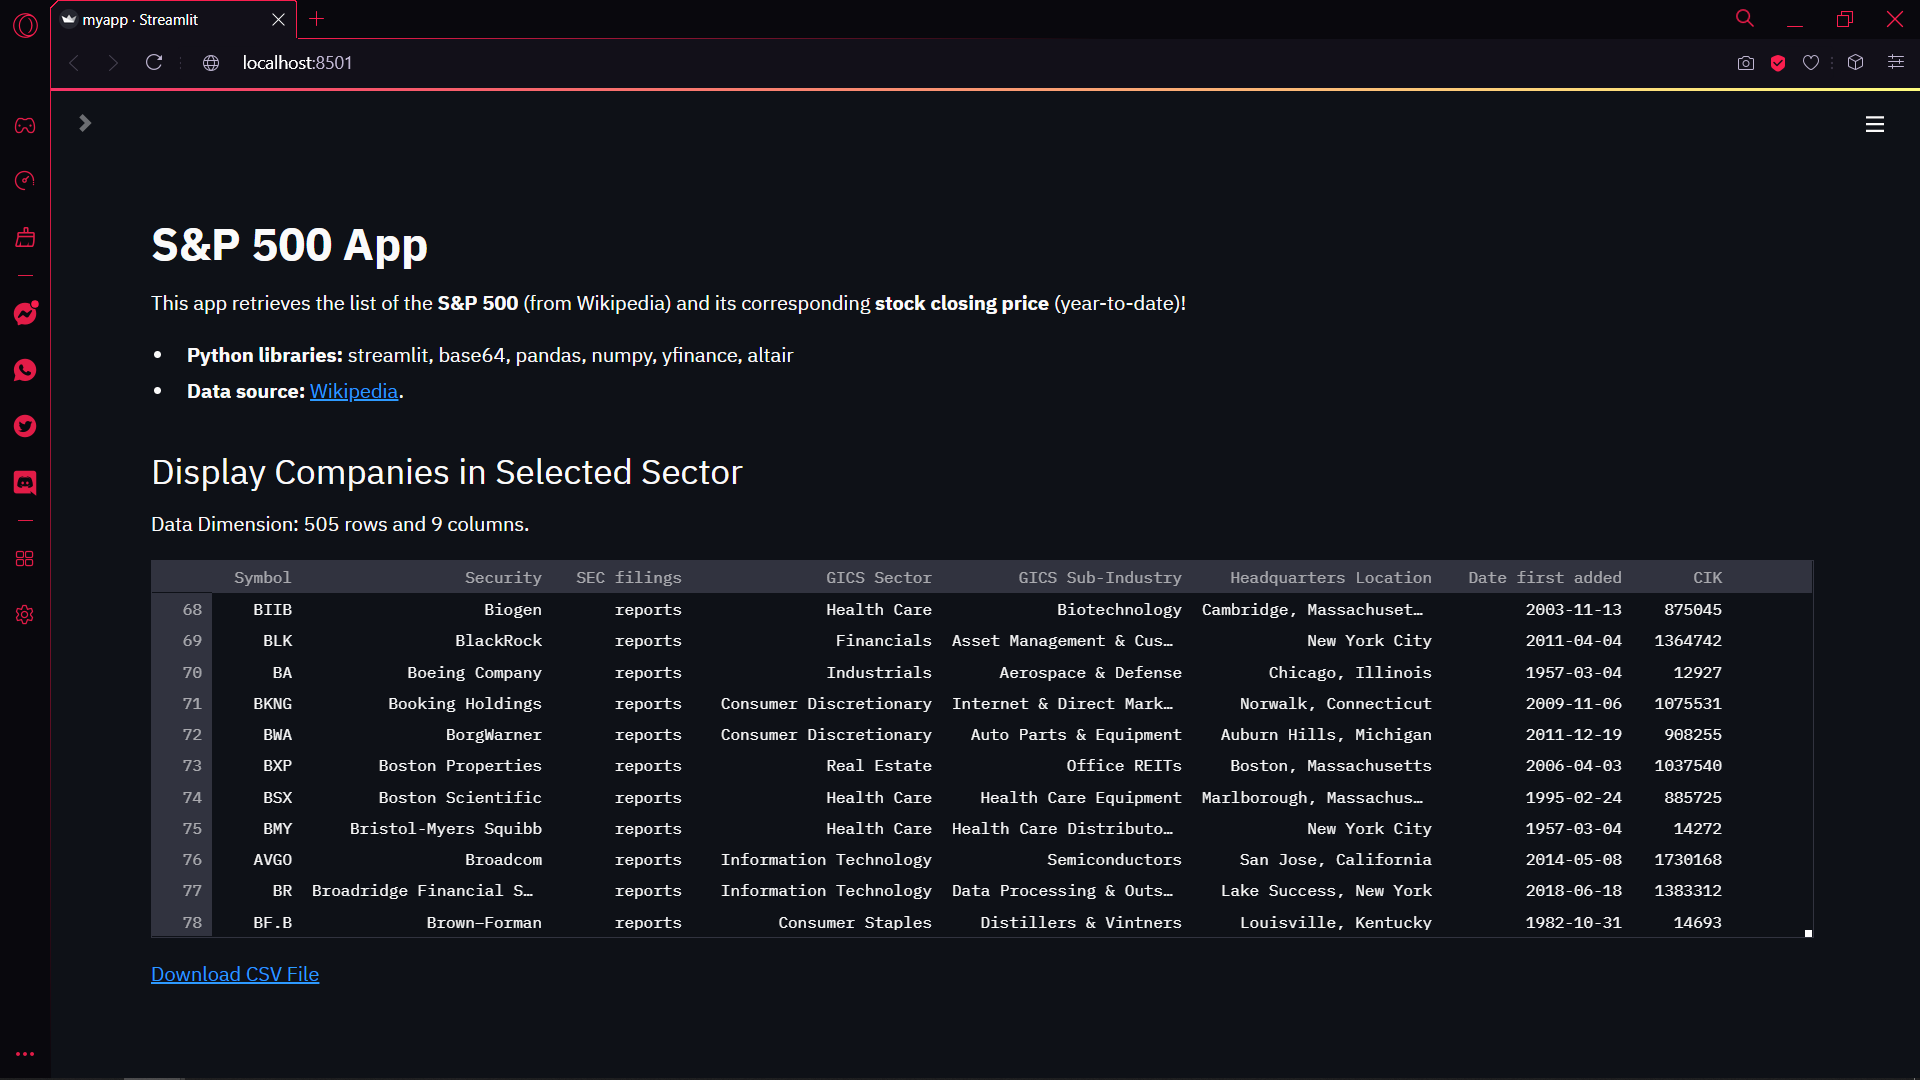 myapp · Streamlit
localhost:8501
S&P 500 App
This app retrieves the list of the S&P 500 (from Wikipedia) and its corresponding stock closing price (year-to-date)!
• Python libraries: streamlit, base64, pandas, numpy, yfinance, altair
• Data source: Wikipedia.
Display Companies in Selected Sector
Data Dimension: 505 rows and 9 columns.
Symbol Security SEC filings GICS Sector GICS Sub-Industry Headquarters Location Date first added CIK
68 BIIB Biogen reports Health Care Biotechnology Cambridge, Massachuset… 2003-11-13 875045
69 BLK BlackRock reports Financials Asset Management & Cus… New York City 2011-04-04 1364742
70 BA Boeing Company reports Industrials Aerospace & Defense Chicago, Illinois 1957-03-04 12927
71 BKNG Booking Holdings reports Consumer Discretionary Internet & Direct Mark… Norwalk, Connecticut 2009-11-06 1075531
72 BWA BorgWarner reports Consumer Discretionary Auto Parts & Equipment Auburn Hills, Michigan 2011-12-19 908255
73 BXP Boston Properties reports Real Estate Office REITs Boston, Massachusetts 2006-04-03 1037540
74 BSX Boston Scientific reports Health Care Health Care Equipment Marlborough, Massachus… 1995-02-24 885725
75 BMY Bristol-Myers Squibb reports Health Care Health Care Distributo… New York City 1957-03-04 14272
76 AVGO Broadcom reports Information Technology Semiconductors San Jose, California 2014-05-08 1730168
77 BR Broadridge Financial S… reports Information Technology Data Processing & Outs… Lake Success, New York 2018-06-18 1383312
78 BF.B Brown–Forman reports Consumer Staples Distillers & Vintners Louisville, Kentucky 1982-10-31 14693
Download CSV File